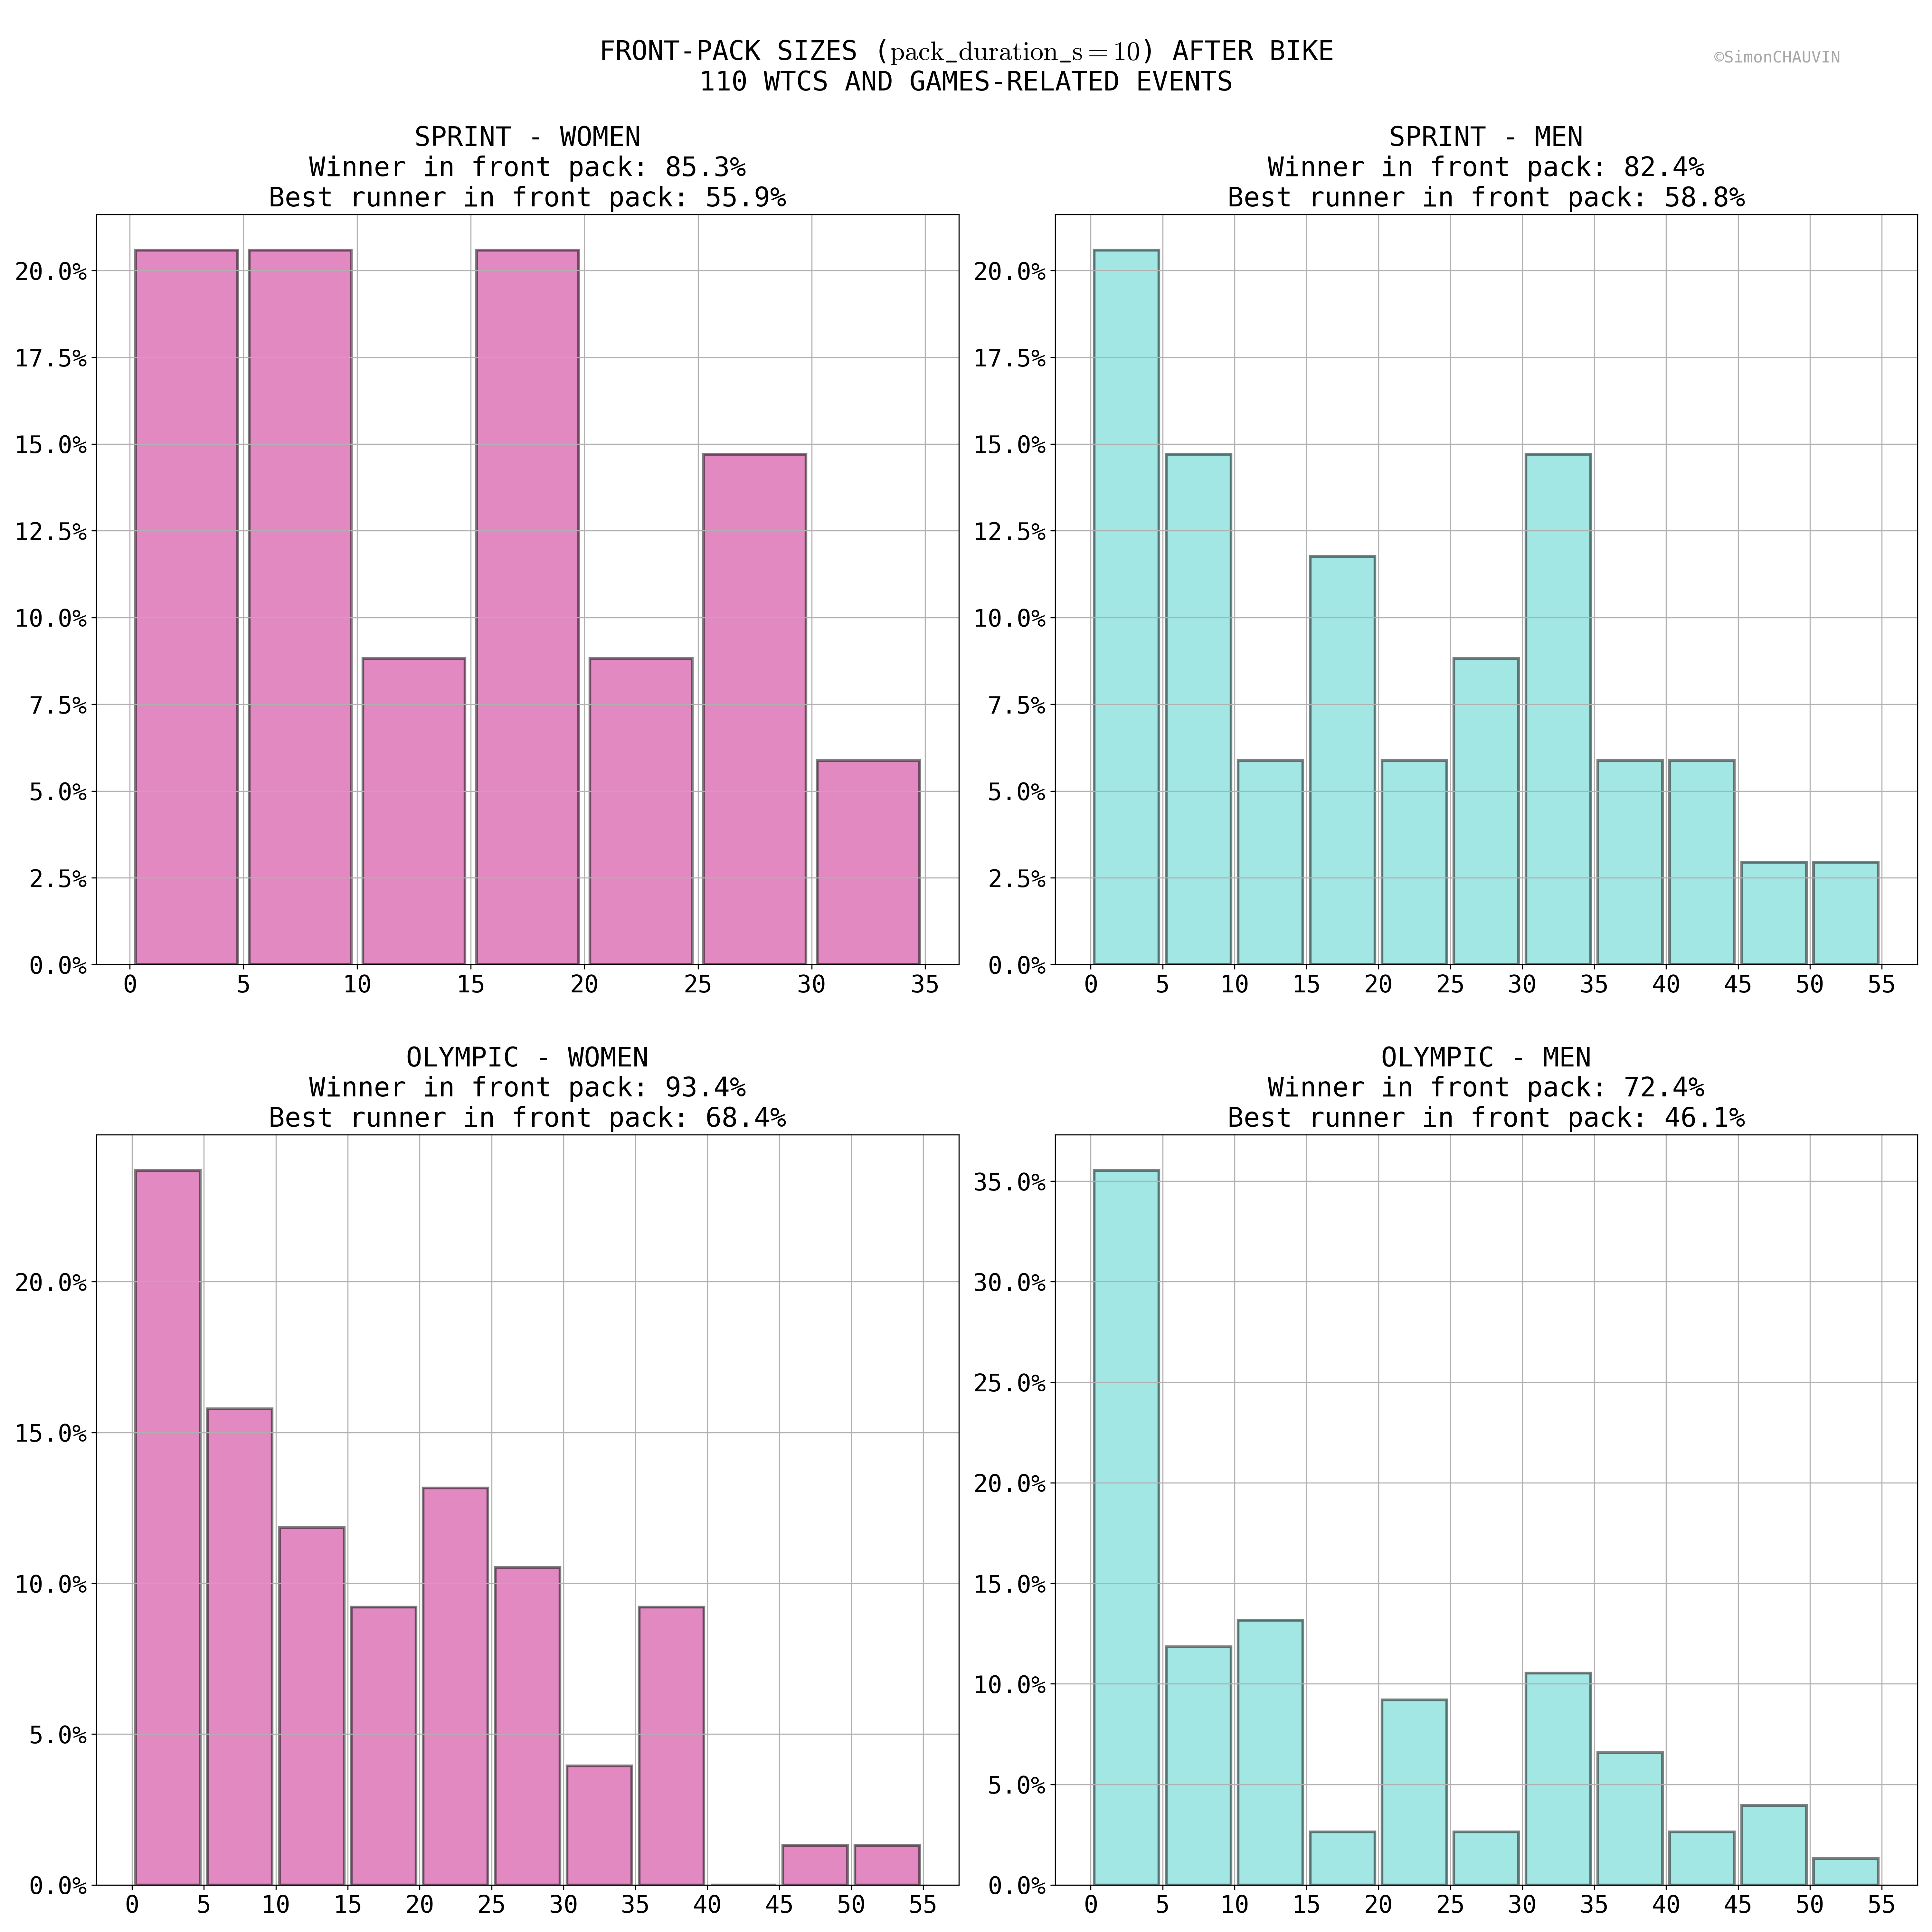 FRONT-PACK SIZES (pack_duration_s = 10) AFTER BIKE
110 WTCS AND GAMES-RELATED EVENTS
©SimonCHAUVIN
SPRINT - WOMEN
Winner in front pack: 85.3%
Best runner in front pack: 55.9%
20.0%
17.5%
15.0%
12.5%
10.0%
7.5%
5.0%
2.5%
0.0%
0 5 10 15 20 25 30 35
SPRINT - MEN
Winner in front pack: 82.4%
Best runner in front pack: 58.8%
20.0%
17.5%
15.0%
12.5%
10.0%
7.5%
5.0%
2.5%
0.0%
0 5 10 15 20 25 30 35 40 45 50 55
OLYMPIC - WOMEN
Winner in front pack: 93.4%
Best runner in front pack: 68.4%
20.0%
15.0%
10.0%
5.0%
0.0%
0 5 10 15 20 25 30 35 40 45 50 55
OLYMPIC - MEN
Winner in front pack: 72.4%
Best runner in front pack: 46.1%
35.0%
30.0%
25.0%
20.0%
15.0%
10.0%
5.0%
0.0%
0 5 10 15 20 25 30 35 40 45 50 55